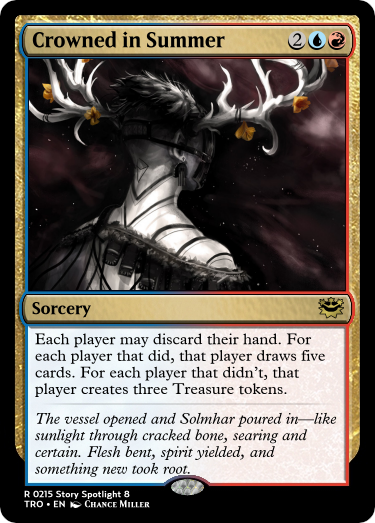 Crowned in Summer 2
Sorcery
Each player may discard their hand. For
each player that did, that player draws five
cards. For each player that didn't, that
player creates three Treasure tokens.
The vessel opened and Solmhar poured in—like
sunlight through cracked bone, searing and
certain. Flesh bent, spirit yielded, and
something new took root.
R 0215 Story Spotlight 8
TRO • EN Chance Miller